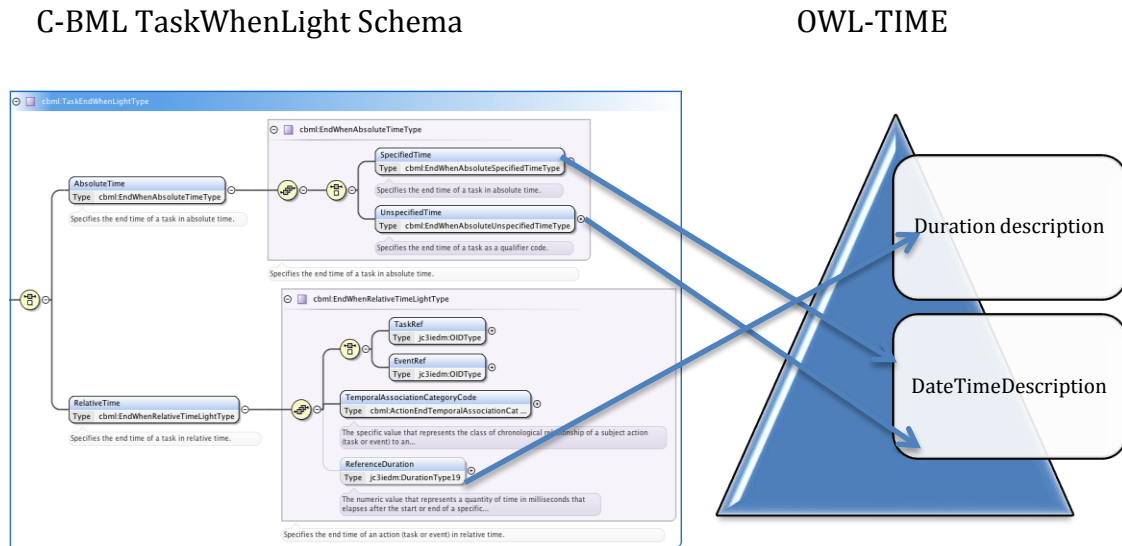 C-BML TaskWhenLight Schema
OWL-TIME
cbml:TaskEndWhenLightType
cbml:EndWhenAbsoluteTimeType
SpecifiedTime
Type cbml:EndWhenAbsoluteSpecifiedTimeType
Specifies the end time of a task in absolute time.
AbsoluteTime
Type cbml:EndWhenAbsoluteTimeType
Specifies the end time of a task in absolute time.
UnspecifiedTime
Type cbml:EndWhenAbsoluteUnspecifiedTimeType
Specifies the end time of a task as a qualifier code.
Specifies the end time of a task in absolute time.
cbml:EndWhenRelativeTimeLightType
TaskRef
Type jc3iedm:OIDType
EventRef
Type jc3iedm:OIDType
RelativeTime
Type cbml:EndWhenRelativeTimeLightType
Specifies the end time of a task in relative time.
TemporalAssociationCategoryCode
Type cbml:ActionEndTemporalAssociationCat ...
The specific value that represents the class of chronological relationship of a subject action
(task or event) to an...
ReferenceDuration
Type jc3iedm:DurationType19
The numeric value that represents a quantity of time in milliseconds that
elapses after the start or end of a specific...
Specifies the end time of an action (task or event) in relative time.
Duration description
DateTimeDescription